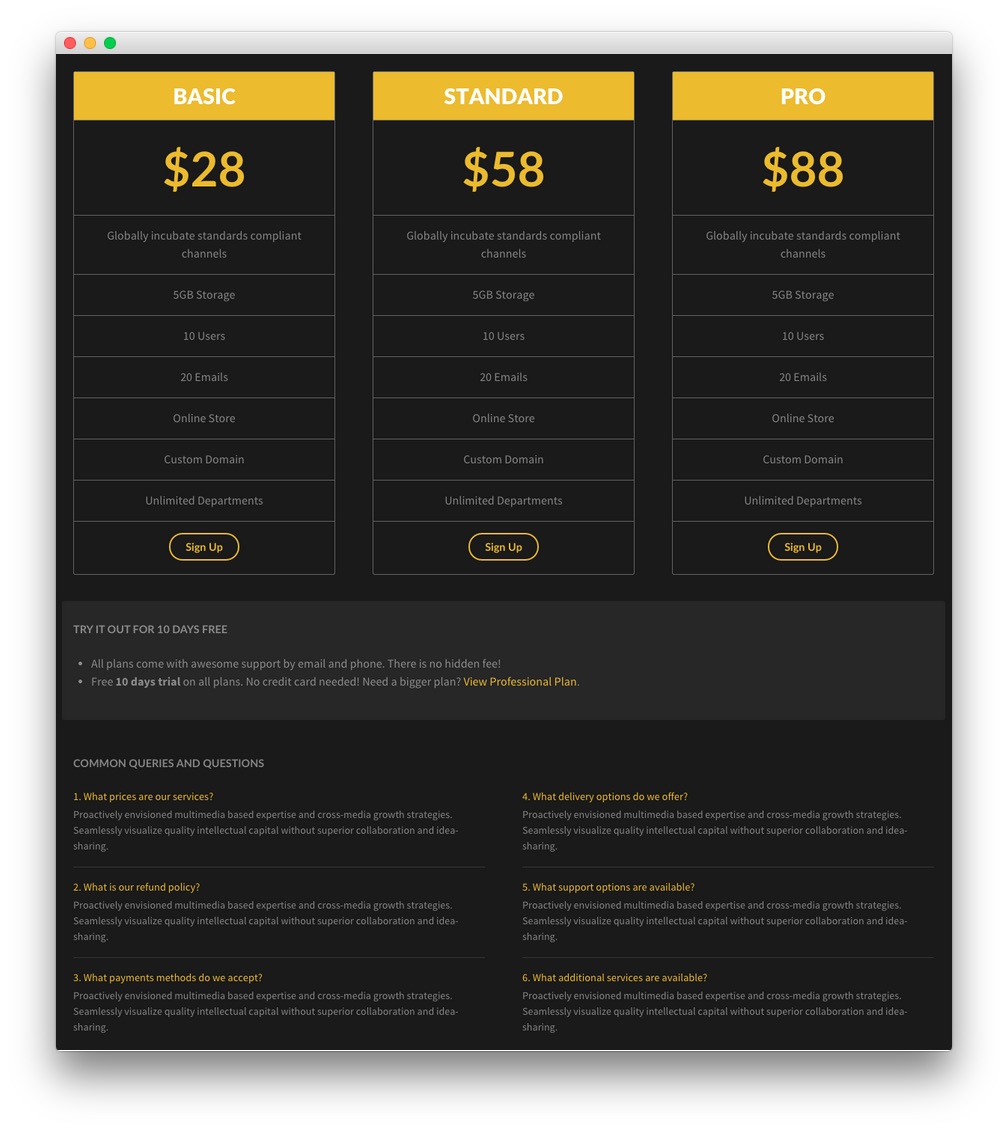 BASIC
$28
Globally incubate standards compliant
channels
5GB Storage
10 Users
20 Emails
Online Store
Custom Domain
Unlimited Departments
Sign Up
STANDARD
$58
Globally incubate standards compliant
channels
5GB Storage
10 Users
20 Emails
Online Store
Custom Domain
Unlimited Departments
Sign Up
PRO
$88
Globally incubate standards compliant
channels
5GB Storage
10 Users
20 Emails
Online Store
Custom Domain
Unlimited Departments
Sign Up
TRY IT OUT FOR 10 DAYS FREE
• All plans come with awesome support by email and phone. There is no hidden fee!
• Free 10 days trial on all plans. No credit card needed! Need a bigger plan? View Professional Plan.
COMMON QUERIES AND QUESTIONS
1. What prices are our services?
Proactively envisioned multimedia based expertise and cross-media growth strategies.
Seamlessly visualize quality intellectual capital without superior collaboration and idea-
sharing.
2. What is our refund policy?
Proactively envisioned multimedia based expertise and cross-media growth strategies.
Seamlessly visualize quality intellectual capital without superior collaboration and idea-
sharing.
3. What payments methods do we accept?
Proactively envisioned multimedia based expertise and cross-media growth strategies.
Seamlessly visualize quality intellectual capital without superior collaboration and idea-
sharing.
4. What delivery options do we offer?
Proactively envisioned multimedia based expertise and cross-media growth strategies.
Seamlessly visualize quality intellectual capital without superior collaboration and idea-
sharing.
5. What support options are available?
Proactively envisioned multimedia based expertise and cross-media growth strategies.
Seamlessly visualize quality intellectual capital without superior collaboration and idea-
sharing.
6. What additional services are available?
Proactively envisioned multimedia based expertise and cross-media growth strategies.
Seamlessly visualize quality intellectual capital without superior collaboration and idea-
sharing.